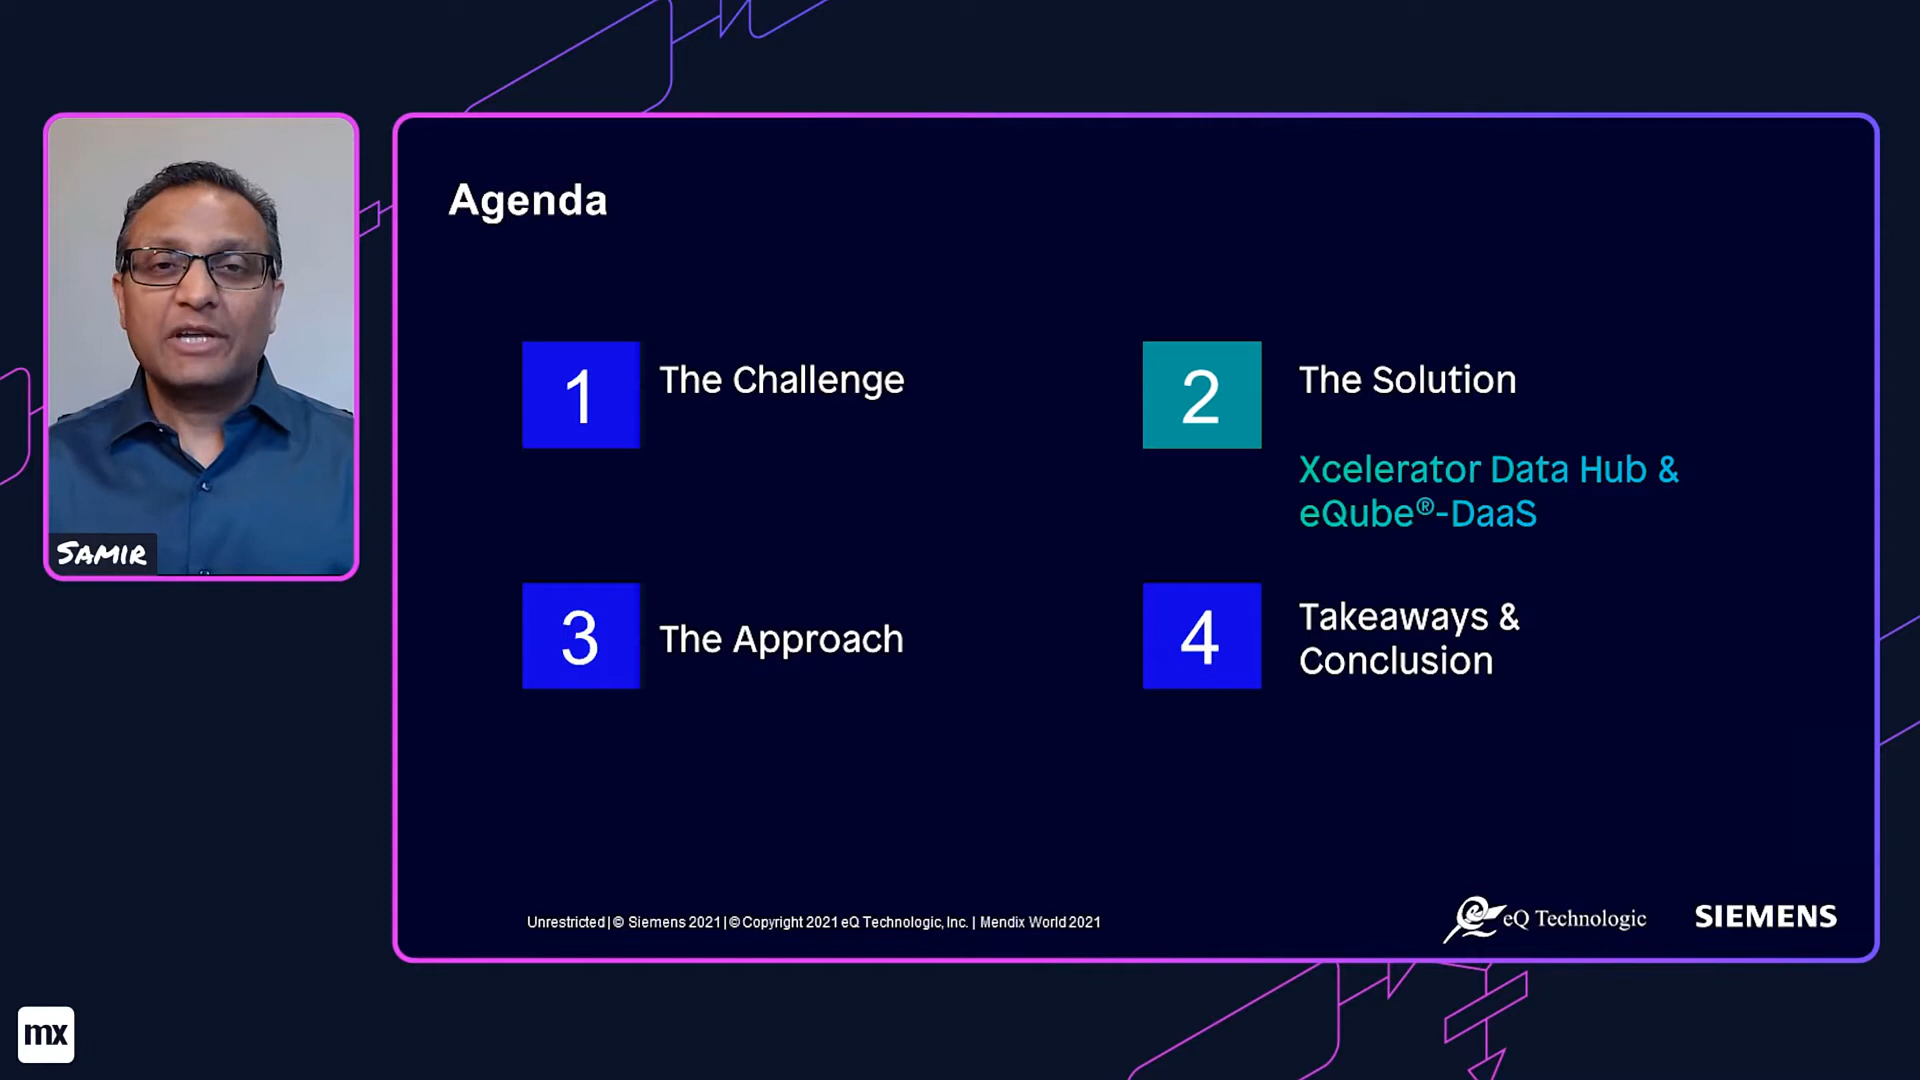 Agenda
1
The Challenge
2
The Solution
Xcelerator Data Hub &
eQube®-DaaS
3
The Approach
4
Takeaways &
Conclusion
SAMIR
Unrestricted | © Siemens 2021 | © Copyright 2021 eQ Technologic, Inc. | Mendix World 2021
eQ Technologic
SIEMENS
mx